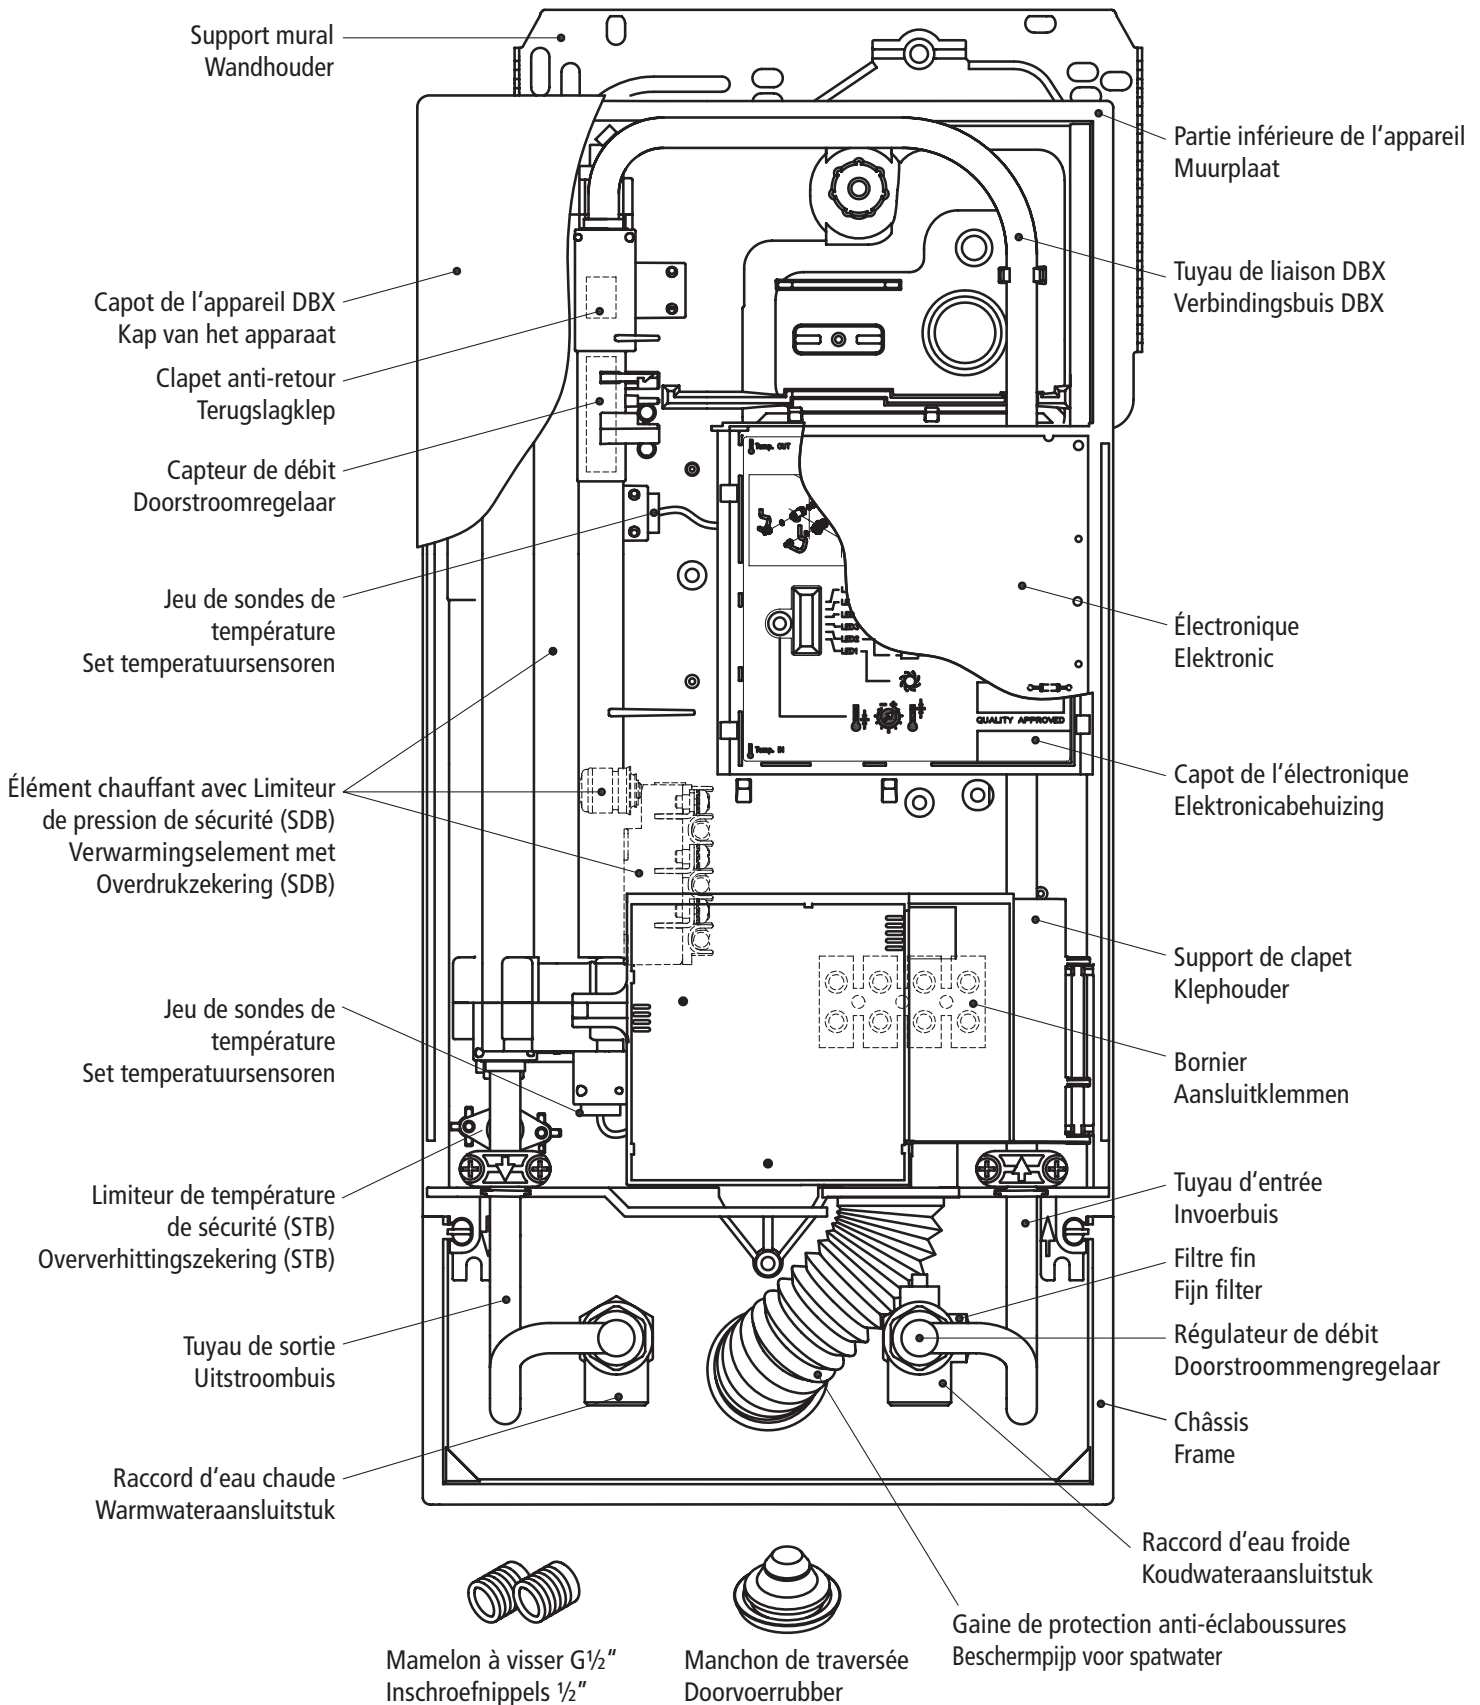 Support mural
Wandhouder
Capot de l‘appareil DBX
Kap van het apparaat
Clapet anti-retour
Terugslagklep
Capteur de débit
Doorstroomregelaar
Jeu de sondes de
température
Set temperatuursensoren
Élément chauffant avec Limiteur
de pression de sécurité (SDB)
Verwarmingselement met
Overdrukzekering (SDB)
Jeu de sondes de
température
Set temperatuursensoren
Limiteur de température
de sécurité (STB)
Oververhittingszekering (STB)
Tuyau de sortie
Uitstroombuis
Raccord d‘eau chaude
Warmwateraansluitstuk
Temp. OUT
LED3
LED2
LED1
QUALITY APPROVED
Temp. IN
Partie inférieure de l‘appareil
Muurplaat
Tuyau de liaison DBX
Verbindingsbuis DBX
Électronique
Elektronic
Capot de l‘électronique
Elektronicabehuizing
Support de clapet
Klephouder
Bornier
Aansluitklemmen
Tuyau d‘entrée
Invoerbuis
Filtre fin
Fijn filter
Régulateur de débit
Doorstroommengregelaar
Châssis
Frame
Raccord d‘eau froide
Koudwateraansluitstuk
Gaine de protection anti-éclaboussures
Beschermpijp voor spatwater
Mamelon à visser G½“
Inschroefnippels ½“
Manchon de traversée
Doorvoerrubber